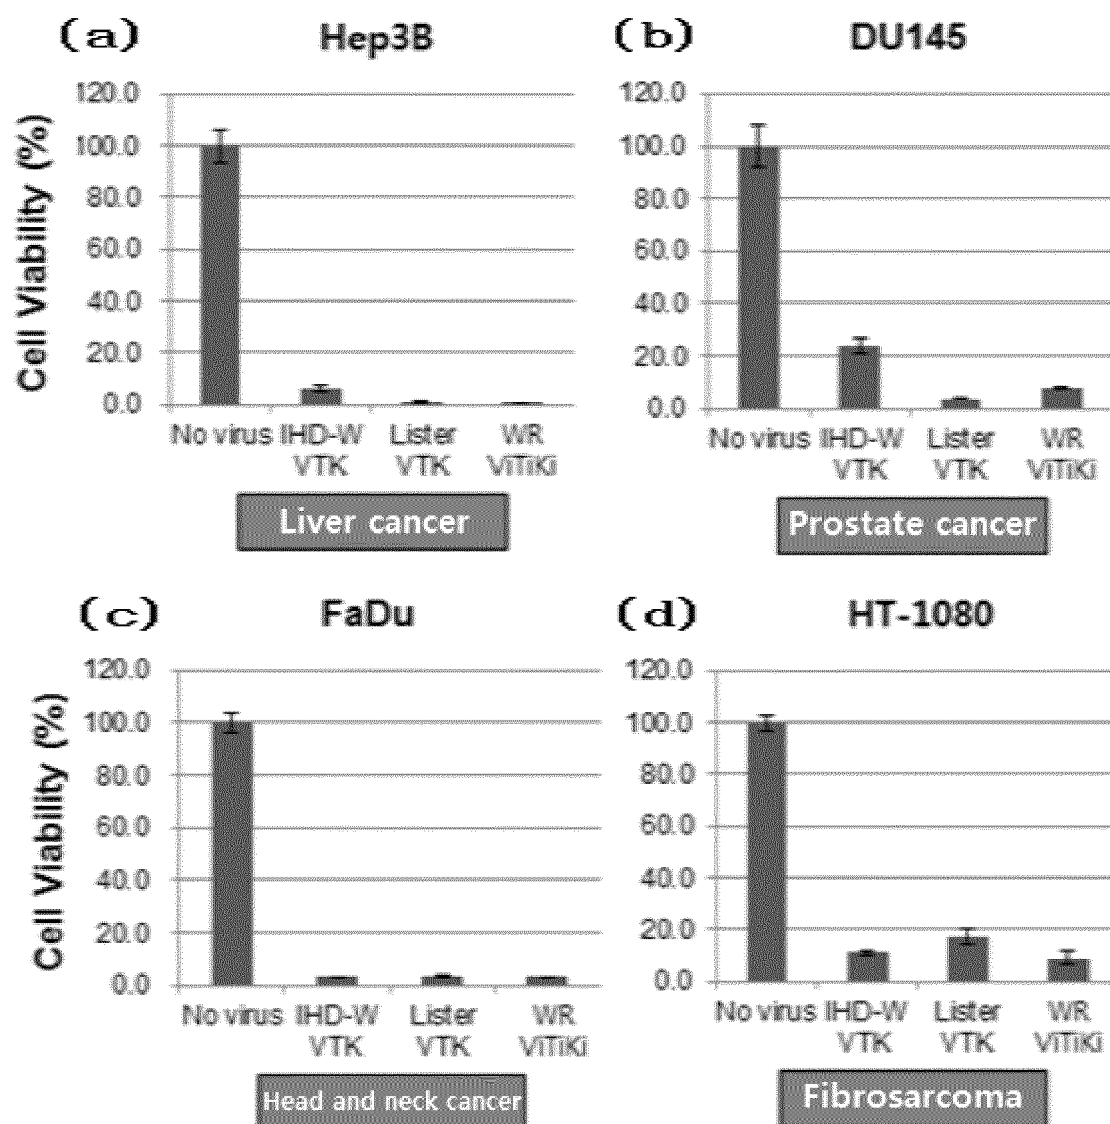 (a) Hep3B
Cell Viability (%)
120.0
100.0
80.0
60.0
40.0
20.0
0.0
No virus IHD-W Lister WR
VTK VTK ViTiKi
Liver cancer
(b) DU145
120.0
100.0
80.0
60.0
40.0
20.0
0.0
No virus IHD-W Lister WR
VTK VTK ViTiKi
Prostate cancer
(c) FaDu
Cell Viability (%)
120.0
100.0
80.0
60.0
40.0
20.0
0.0
No virus IHD-W Lister WR
VTK VTK ViTiKi
Head and neck cancer
(d) HT-1080
120.0
100.0
80.0
60.0
40.0
20.0
0.0
No virus IHD-W Lister WR
VTK VTK ViTiKi
Fibrosarcoma